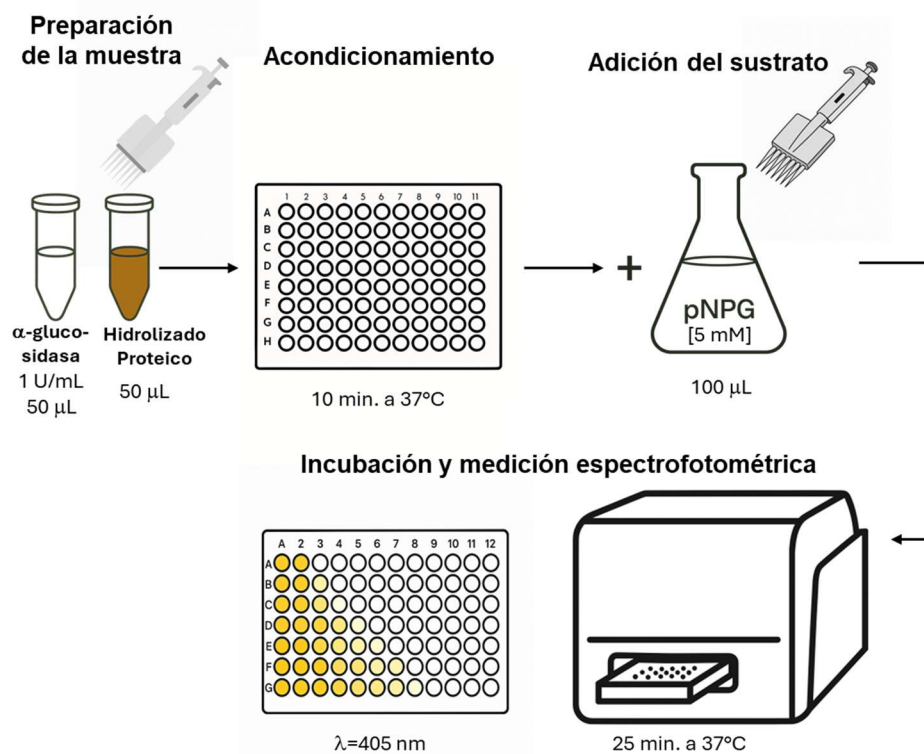 Preparación
de la muestra
Acondicionamiento
Adición del sustrato
α-gluco-
sidasa
1 U/mL
50 μL
Hidrolizado
Proteico
50 μL
1 2 3 4 5 6 7 8 9 10 11
A
B
C
D
E
F
G
H
10 min. a 37°C
+
pNPG
[5 mM]
100 μL
Incubación y medición espectrofotométrica
A 2 3 4 5 6 7 8 9 10 11 12
A
B
C
D
E
F
G
λ=405 nm
25 min. a 37°C